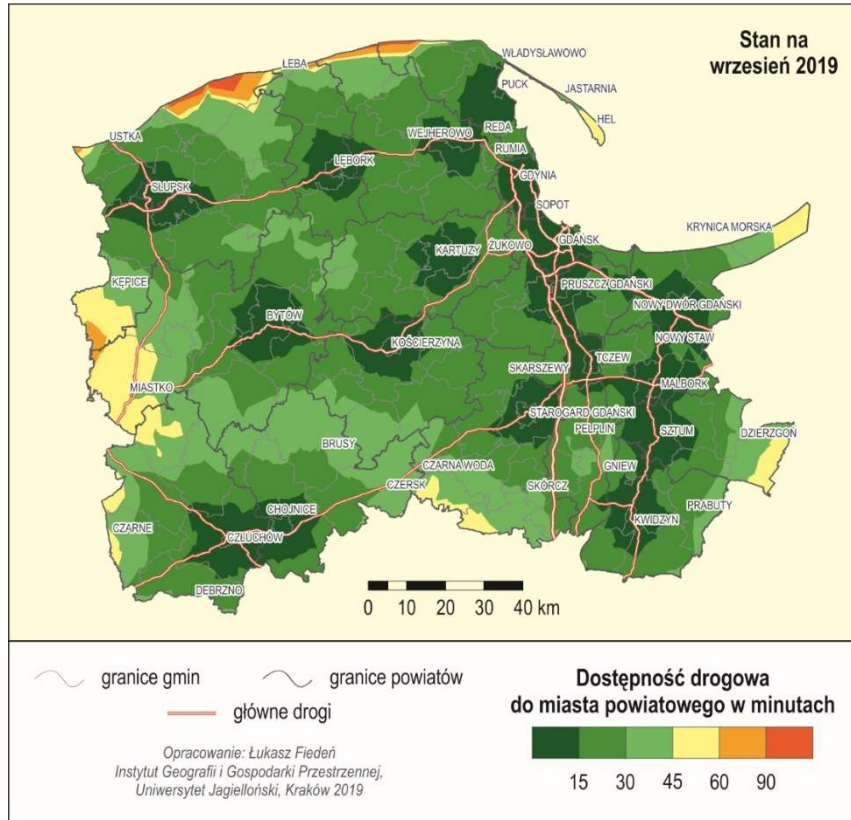 Stan na
wrzesień 2019
WŁADYSŁAWOWO
ŁEBA
PUCK
JASTARNIA
HEL
USTKA
REDA
WEJHEROWO
RUMIA
LĘBORK
GDYNIA
SŁUPSK
SOPOT
KRYNICA MORSKA
GDAŃSK
KARTUZY
ŻUKOWO
KĘPICE
PRUSZCZ GDAŃSKI
NOWY DWÓR GDAŃSKI
BYTÓW
NOWY STAW
KOŚCIERZYNA
TCZEW
SKARSZEWY
MIASTKO
MALBORK
STAROGARD GDAŃSKI
PELPLIN
SZTUM
DZIERZGOŃ
BRUSY
CZARNA WODA
GNIEW
CZERSK
SKÓRCZ
PRABUTY
CHOJNICE
CZARNE
KWIDZYN
CZŁUCHÓW
DEBRZNO
0 10 20 30 40 km
granice gmin
granice powiatów
główne drogi
Opracowanie: Łukasz Fiedeń
Instytut Geografii i Gospodarki Przestrzennej,
Uniwersytet Jagielloński, Kraków 2019
Dostępność drogowa
do miasta powiatowego w minutach
15 30 45 60 90